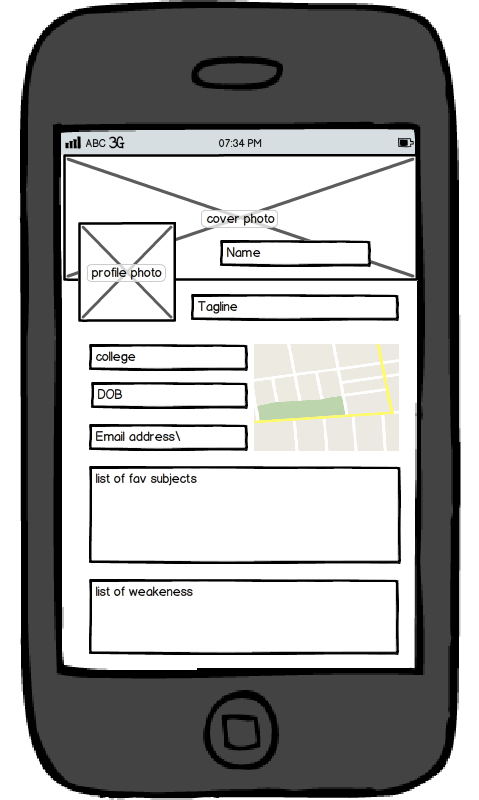 ABC 3G 07:34 PM
cover photo
Name
profile photo
Tagline
college
DOB
Email address\
list of fav subjects
list of weakeness